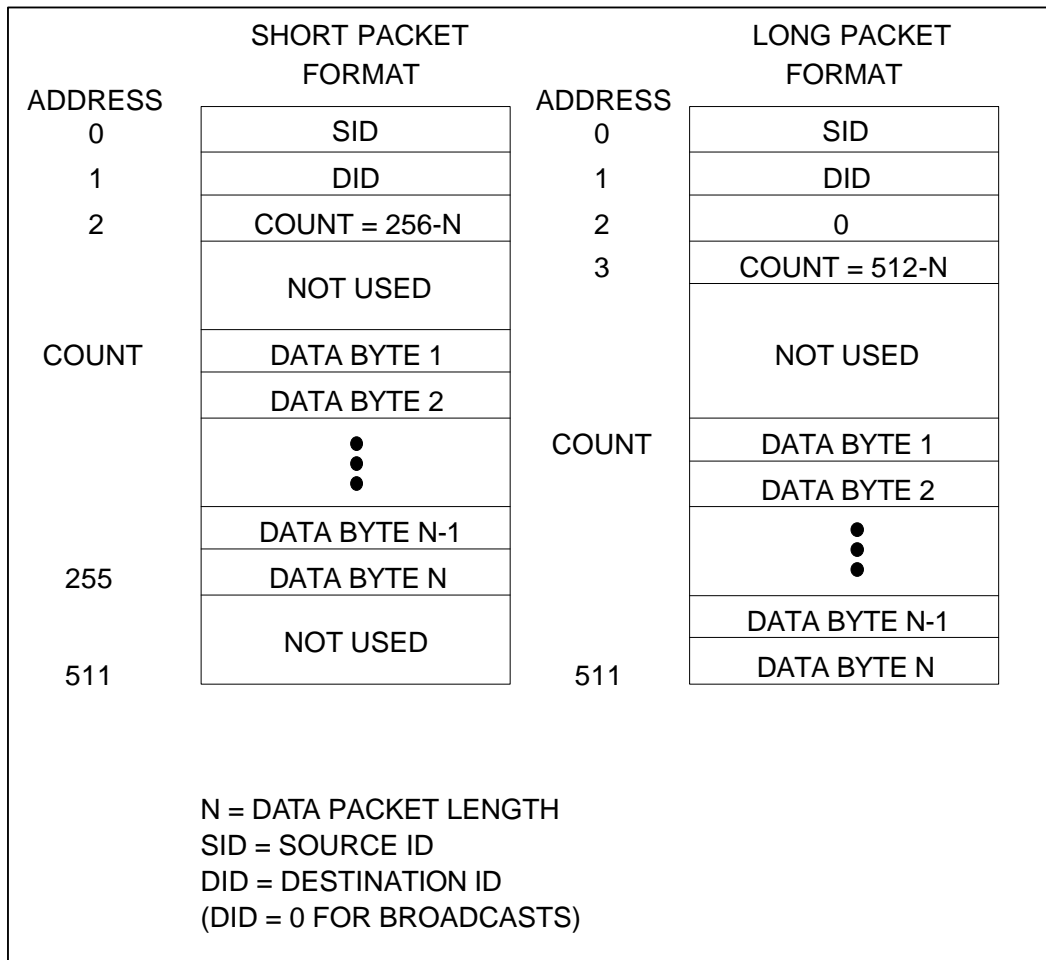 SHORT PACKET
FORMAT
ADDRESS
0
SID
1
DID
2
COUNT = 256-N
NOT USED
COUNT
DATA BYTE 1
DATA BYTE 2
DATA BYTE N-1
255
DATA BYTE N
NOT USED
511
LONG PACKET
FORMAT
ADDRESS
0
SID
1
DID
2
0
3
COUNT = 512-N
NOT USED
COUNT
DATA BYTE 1
DATA BYTE 2
DATA BYTE N-1
511
DATA BYTE N
N = DATA PACKET LENGTH
SID = SOURCE ID
DID = DESTINATION ID
(DID = 0 FOR BROADCASTS)